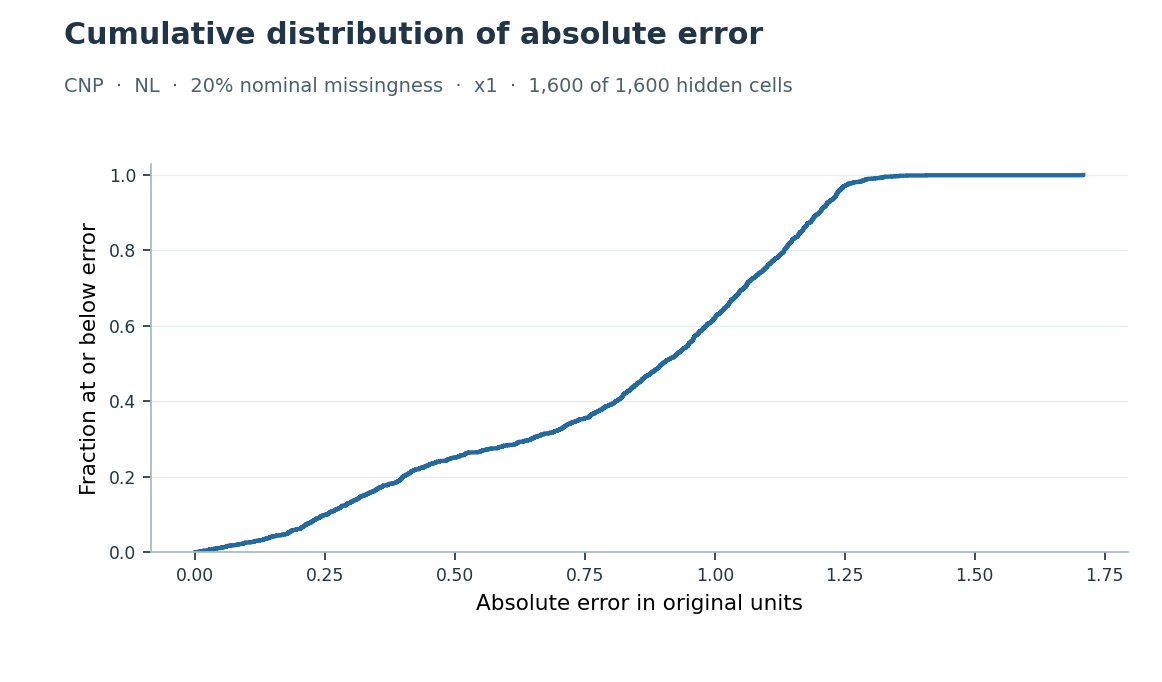 Cumulative distribution of absolute error
CNP · NL · 20% nominal missingness · x1 · 1,600 of 1,600 hidden cells
Fraction at or below error
1.0
0.8
0.6
0.4
0.2
0.0
0.00 0.25 0.50 0.75 1.00 1.25 1.50 1.75
Absolute error in original units